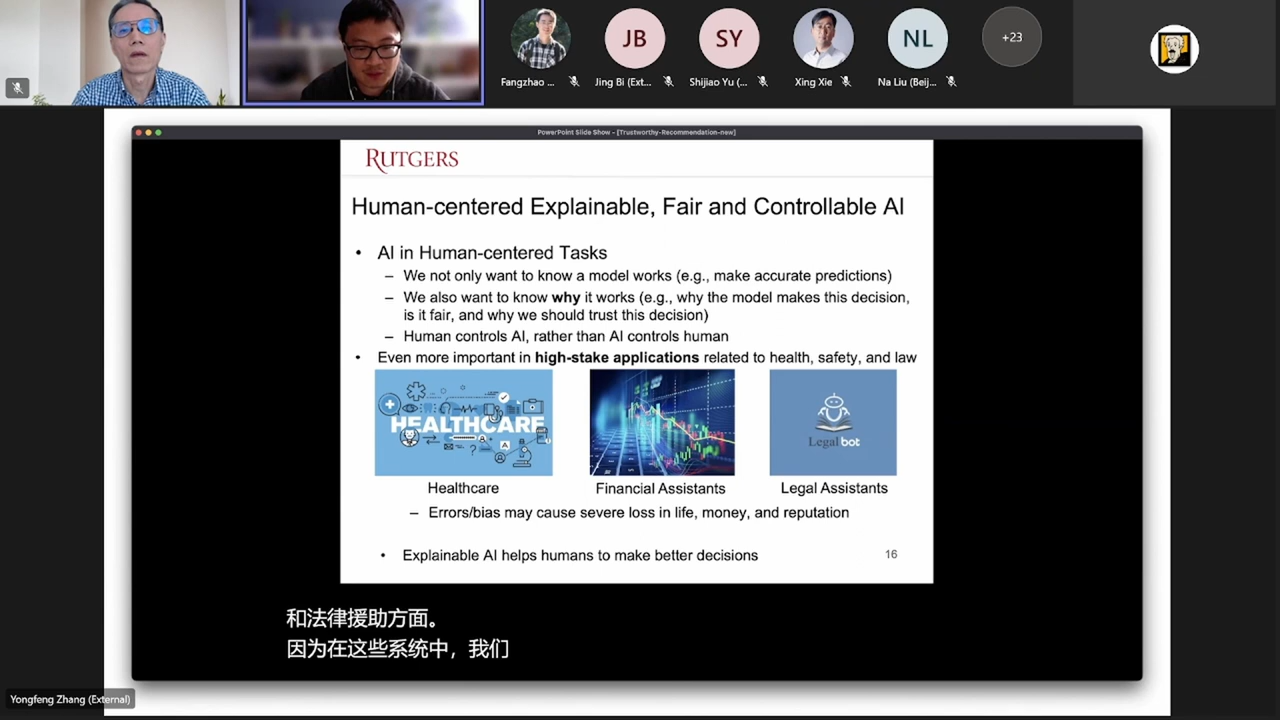 Fangzhao ...
JB
Jing Bi (Ext...
SY
Shijiao Yu (...
Xing Xie
NL
Na Liu (Beij...
+23
PowerPoint Slide Show - [Trustworthy-Recommendation-new]
RUTGERS
Human-centered Explainable, Fair and Controllable AI
• AI in Human-centered Tasks
– We not only want to know a model works (e.g., make accurate predictions)
– We also want to know why it works (e.g., why the model makes this decision,
is it fair, and why we should trust this decision)
– Human controls AI, rather than AI controls human
• Even more important in high-stake applications related to health, safety, and law
HEALTHCARE
Legal bot
Healthcare
Financial Assistants
Legal Assistants
– Errors/bias may cause severe loss in life, money, and reputation
• Explainable AI helps humans to make better decisions
16
和法律援助方面。
因为在这些系统中，我们
Yongfeng Zhang (External)